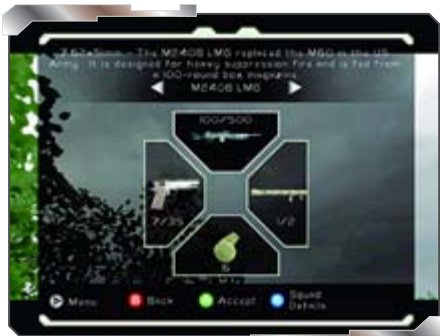 7.62x51mm - The M240B LMG replaced the M60 in the US
Army. It is designed for heavy suppression fire and is fed from
a 100-round box magazine.
M240B LMG
100/500
7/35
1/2
6
Menu
Back
Accept
Squad
Details